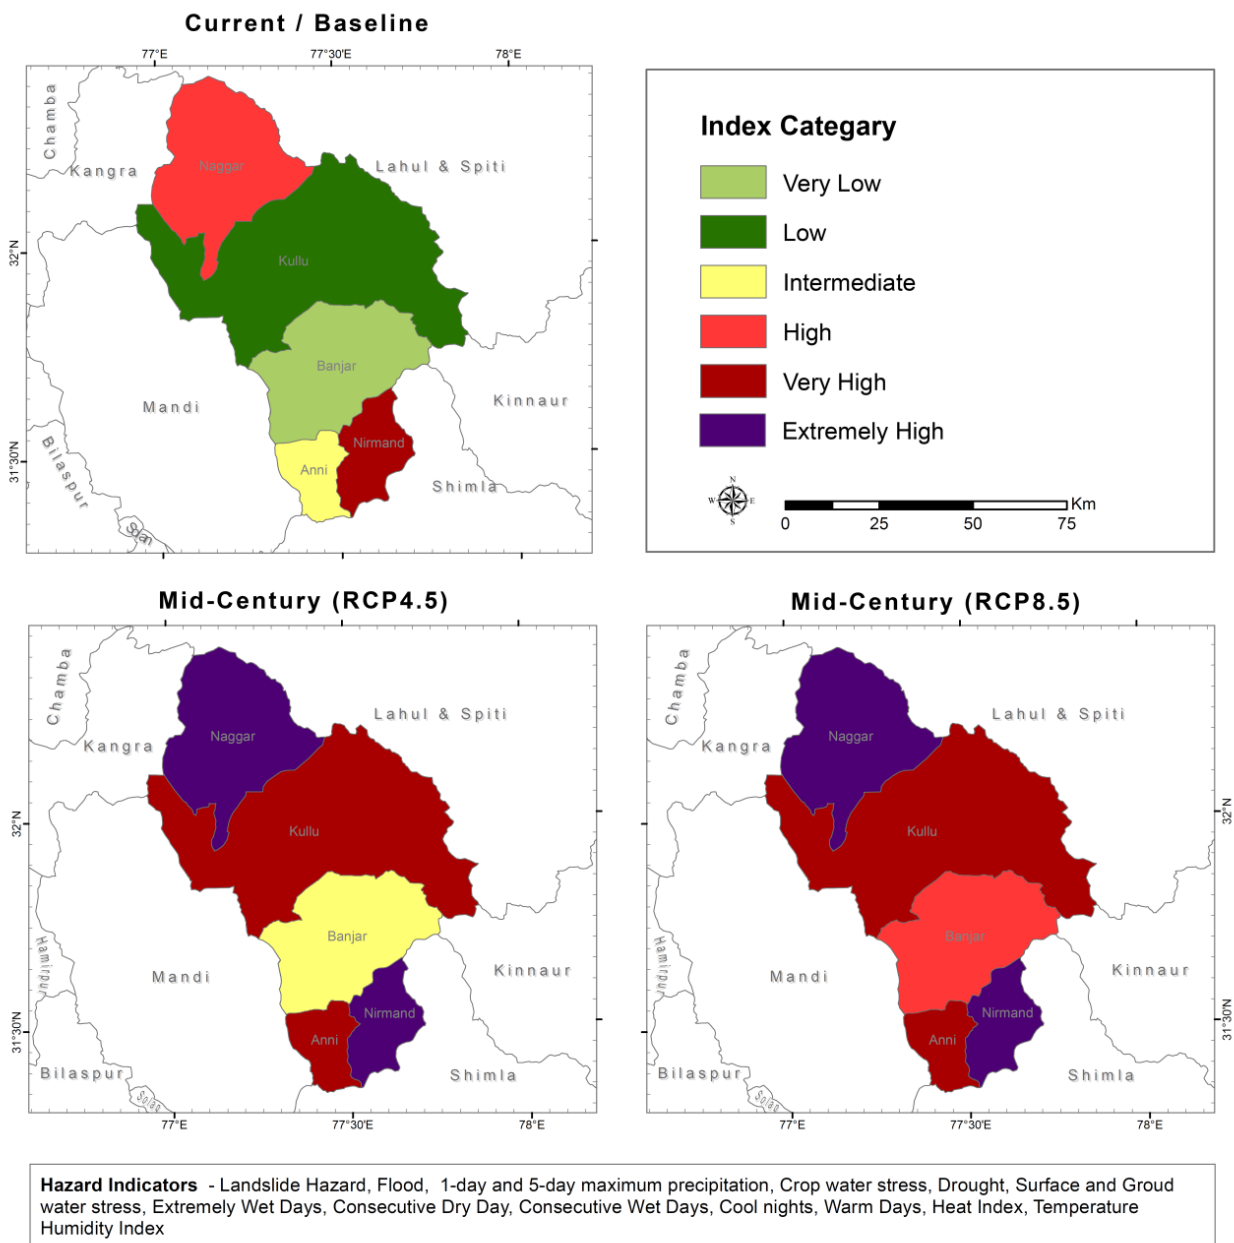 Current / Baseline
77°E
77°30'E
78°E
Chamba
Kangra
Naggar
Lahul & Spiti
32°N
Kullu
Banjar
Mandi
Kinnaur
Nirmand
Bilaspur
31°30'N
Anni
Shimla
Solan
Index Categary
Very Low
Low
Intermediate
High
Very High
Extremely High
N
W
E
S
Km
0
25
50
75
Mid-Century (RCP4.5)
Chamba
Kangra
Naggar
Lahul & Spiti
32°N
Kullu
Banjar
Hamirpur
Mandi
Kinnaur
Nirmand
31°30'N
Anni
Bilaspur
Shimla
Solan
77°E
77°30'E
78°E
Mid-Century (RCP8.5)
Chamba
Kangra
Naggar
Lahul & Spiti
32°N
Kullu
Banjar
Hamirpur
Mandi
Kinnaur
Nirmand
31°30'N
Anni
Bilaspur
Shimla
Solan
77°E
77°30'E
78°E
Hazard Indicators - Landslide Hazard, Flood, 1-day and 5-day maximum precipitation, Crop water stress, Drought, Surface and Groud
water stress, Extremely Wet Days, Consecutive Dry Day, Consecutive Wet Days, Cool nights, Warm Days, Heat Index, Temperature
Humidity Index